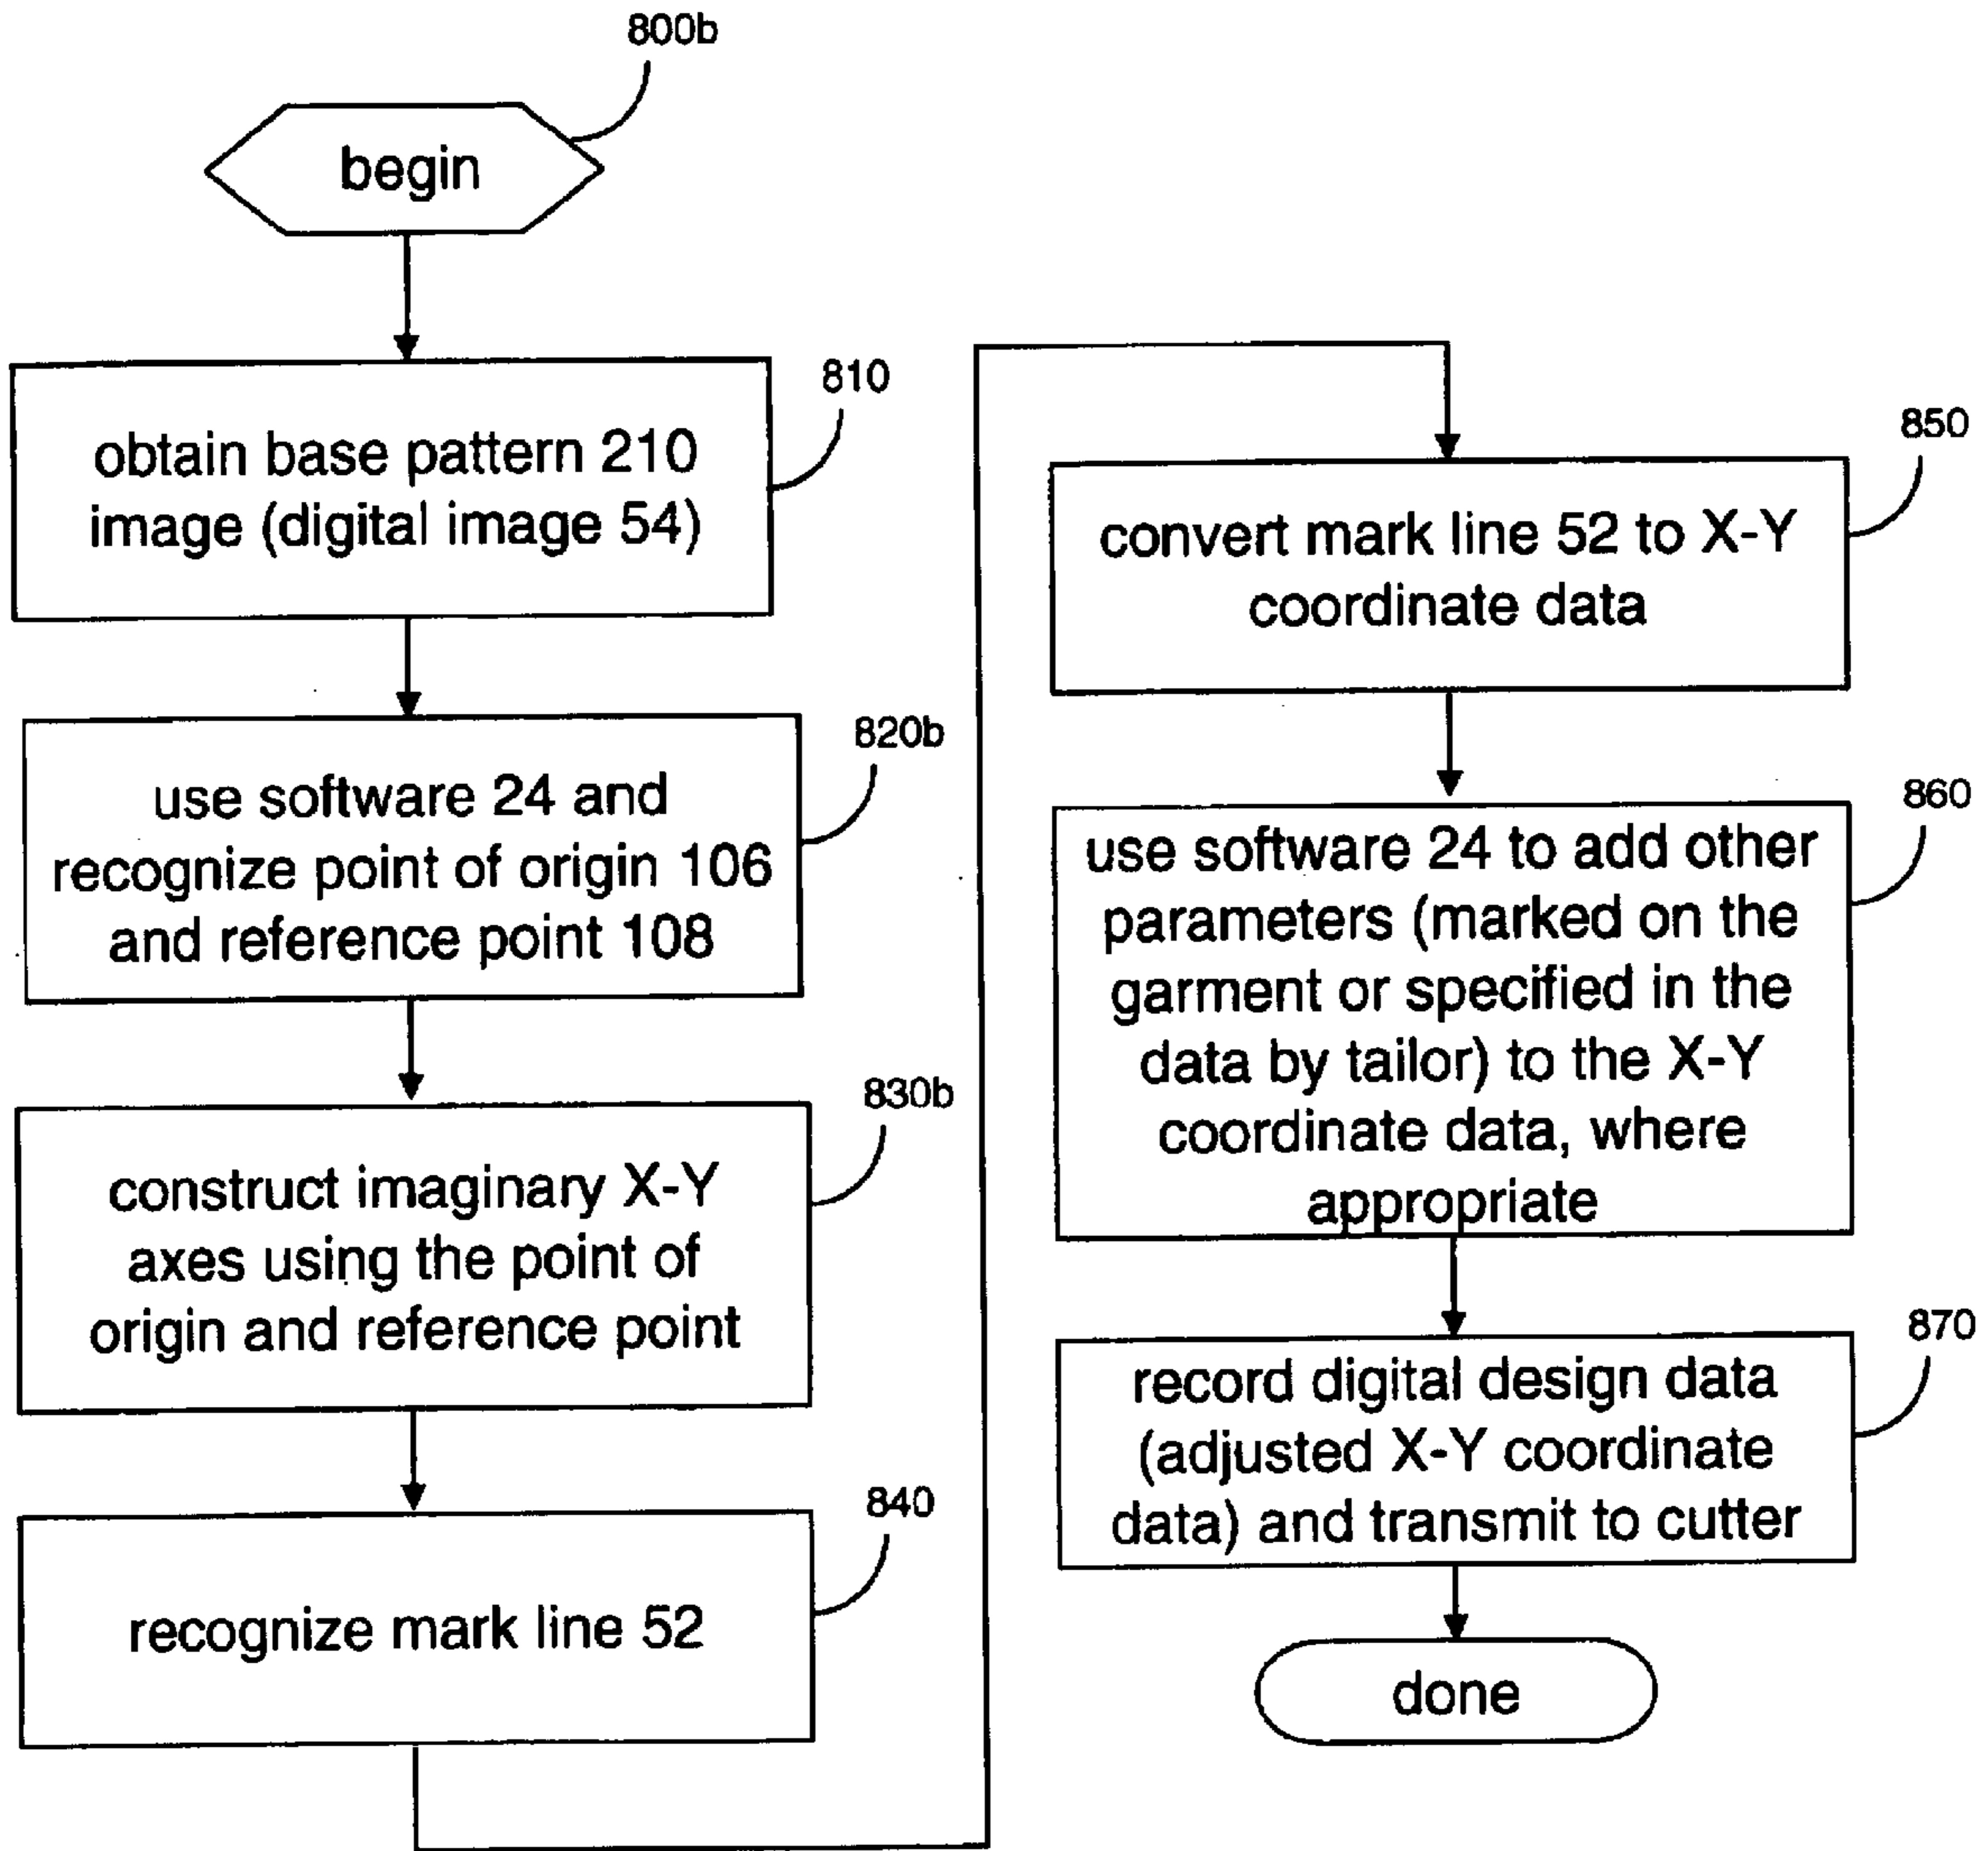 800b
begin
810
obtain base pattern 210
image (digital image 54)
820b
use software 24 and
recognize point of origin 106
and reference point 108
830b
construct imaginary X-Y
axes using the point of
origin and reference point
840
recognize mark line 52
850
convert mark line 52 to X-Y
coordinate data
860
use software 24 to add other
parameters (marked on the
garment or specified in the
data by tailor) to the X-Y
coordinate data, where
appropriate
870
record digital design data
(adjusted X-Y coordinate
data) and transmit to cutter
done